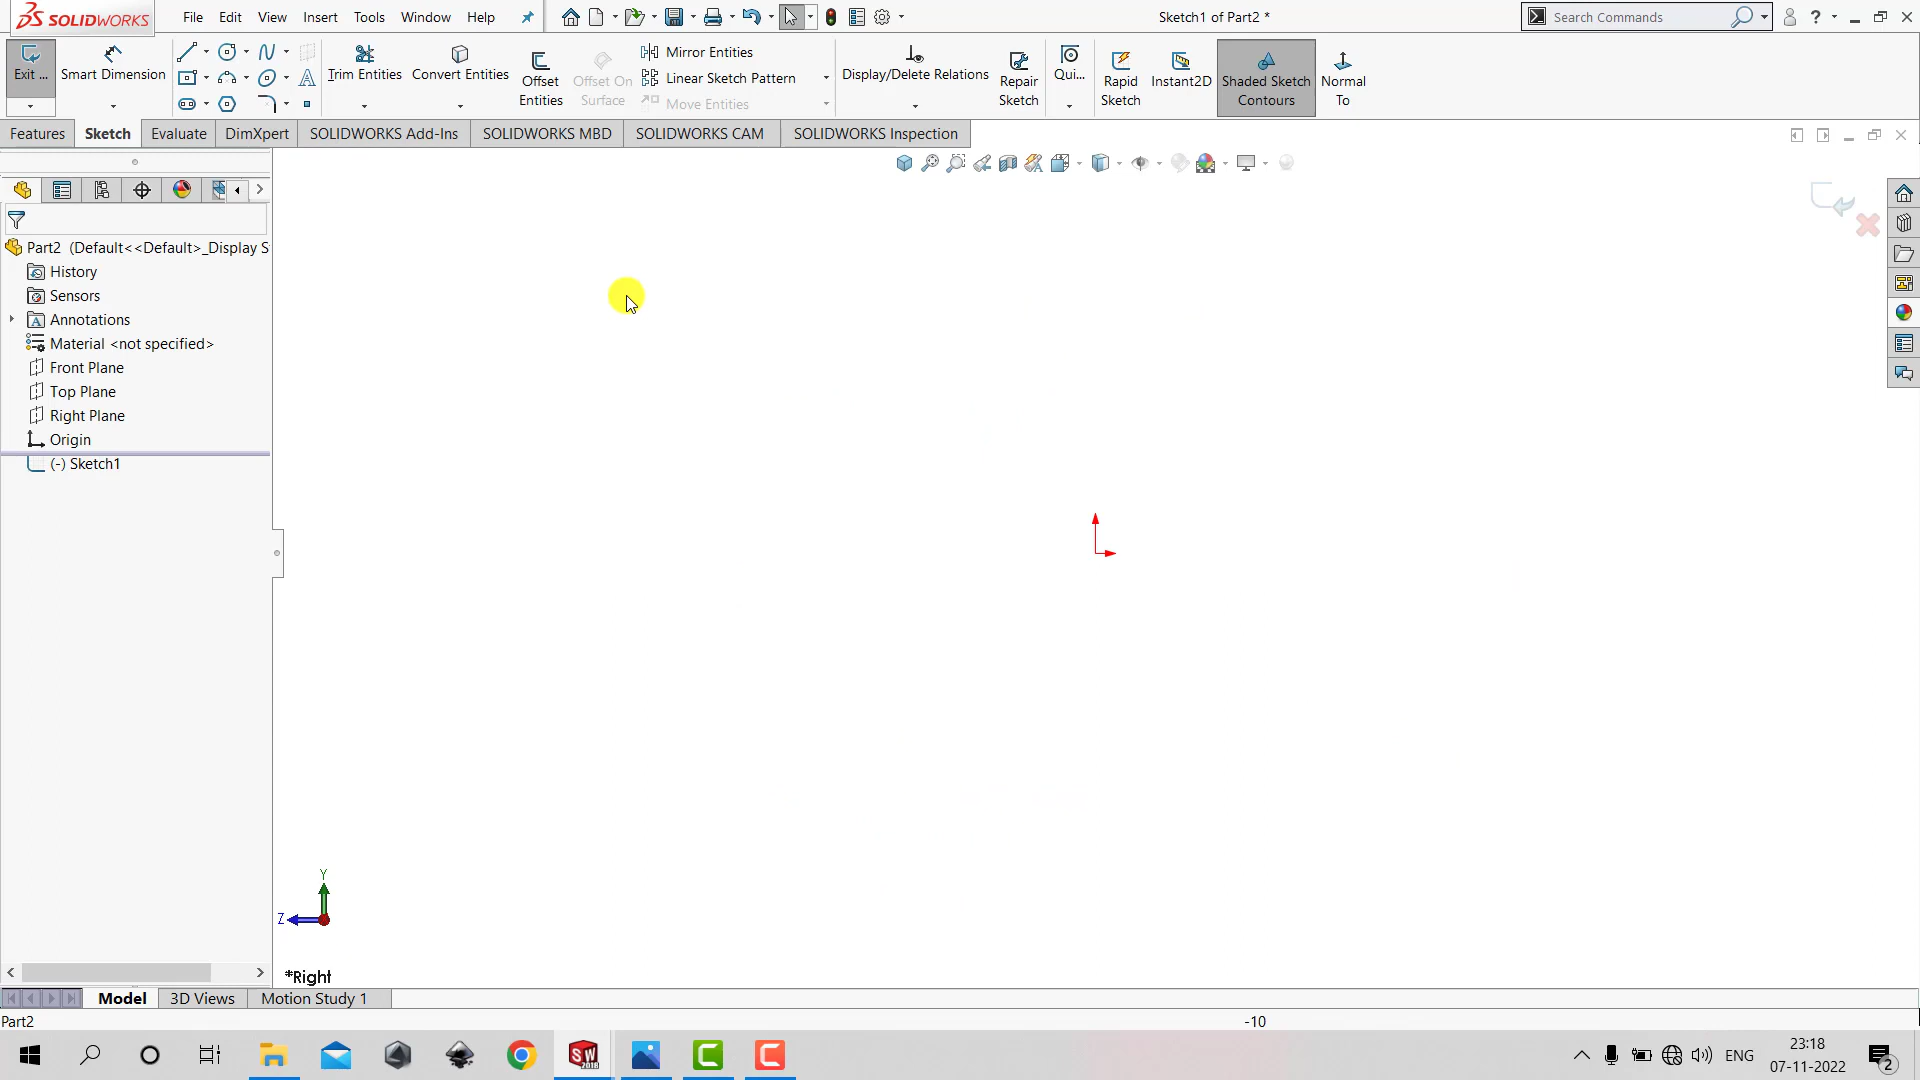 SOLIDWORKS File Edit View Insert Tools Window Help Sketch1 of Part2 * Search Commands ?
Exit ... Smart Dimension Trim Entities Convert Entities Offset Entities Offset On Surface Mirror Entities Linear Sketch Pattern Move Entities Display/Delete Relations Repair Sketch Qui... Rapid Sketch Instant2D Shaded Sketch Contours Normal To
Features Sketch Evaluate DimXpert SOLIDWORKS Add-Ins SOLIDWORKS MBD SOLIDWORKS CAM SOLIDWORKS Inspection
Part2 (Default<<Default>_Display S
History
Sensors
Annotations
Material <not specified>
Front Plane
Top Plane
Right Plane
Origin
(-) Sketch1
Y
Z
*Right
Model 3D Views Motion Study 1
Part2 -10
SW 2018 ENG 23:18
07-11-2022 2